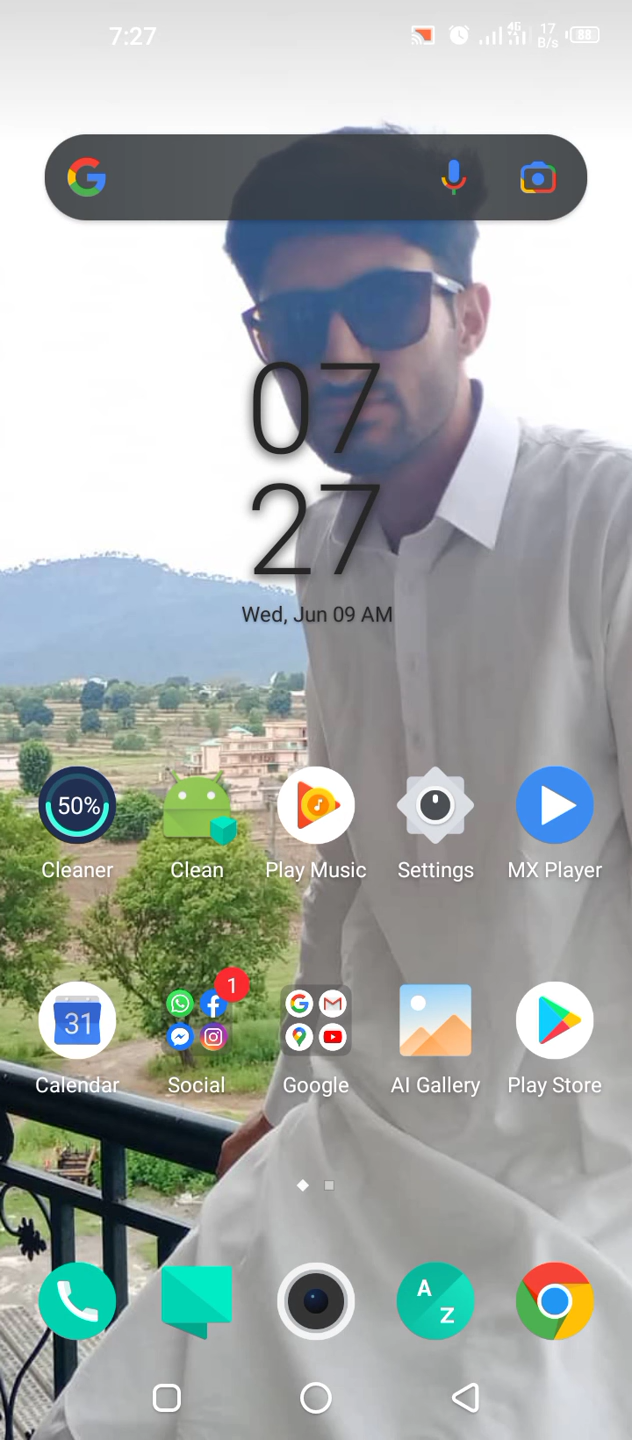 7:27
4G
17
B/s
88
07
27
Wed, Jun 09 AM
50%
Cleaner
Clean
Play Music
Settings
MX Player
31
1
Calendar
Social
Google
AI Gallery
Play Store
A
Z